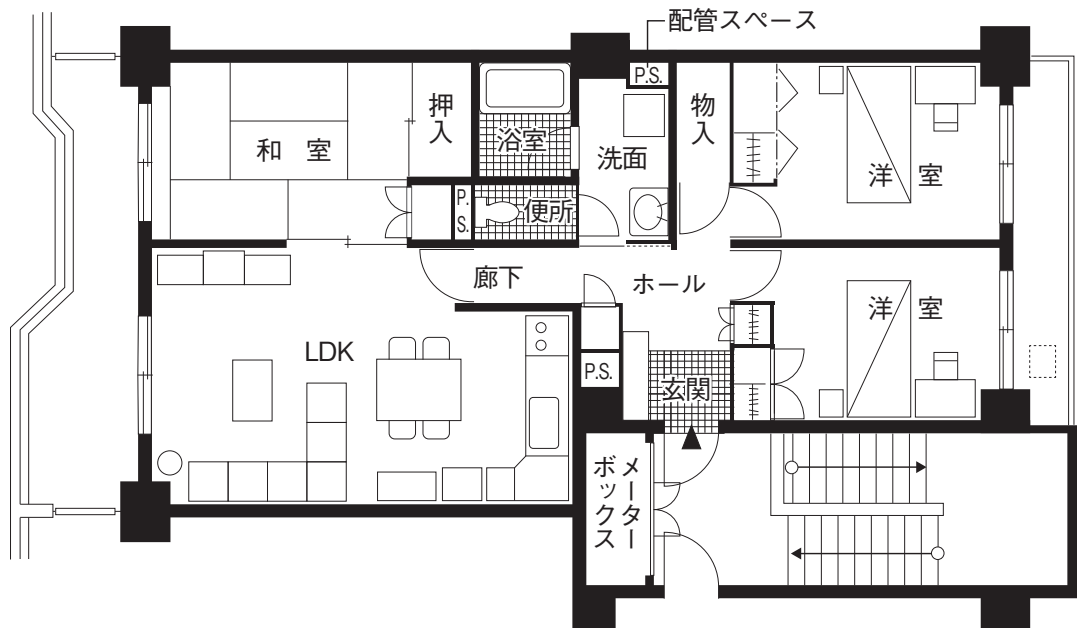 配管スペース
P.S.
押入
浴室
物入
和 室
洗面
洋 室
P.S.
便所
廊下
ホール
洋 室
LDK
P.S.
玄関
メーター
ボックス